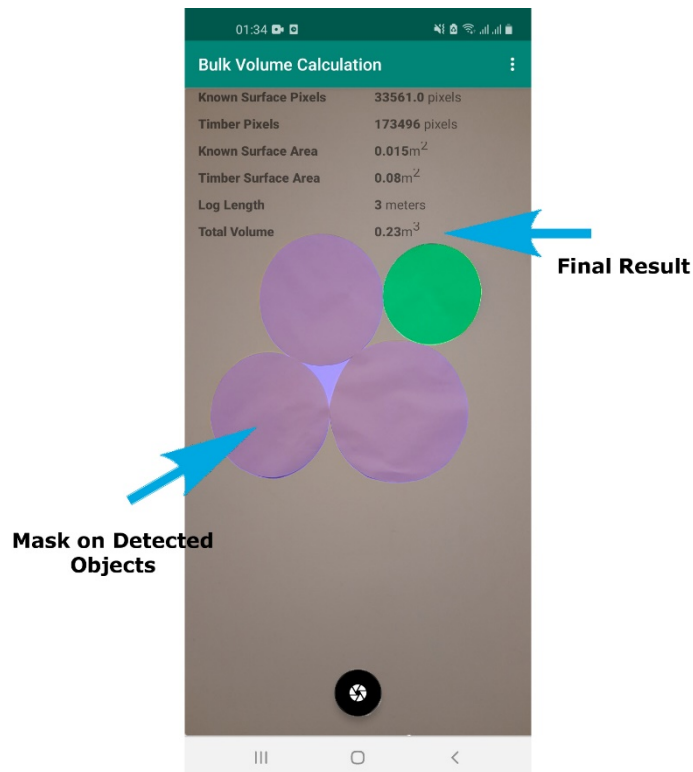 01:34
Bulk Volume Calculation
Known Surface Pixels 33561.0 pixels
Timber Pixels 173496 pixels
Known Surface Area 0.015m2
Timber Surface Area 0.08m2
Log Length 3 meters
Total Volume 0.23m3
Final Result
Mask on Detected
Objects